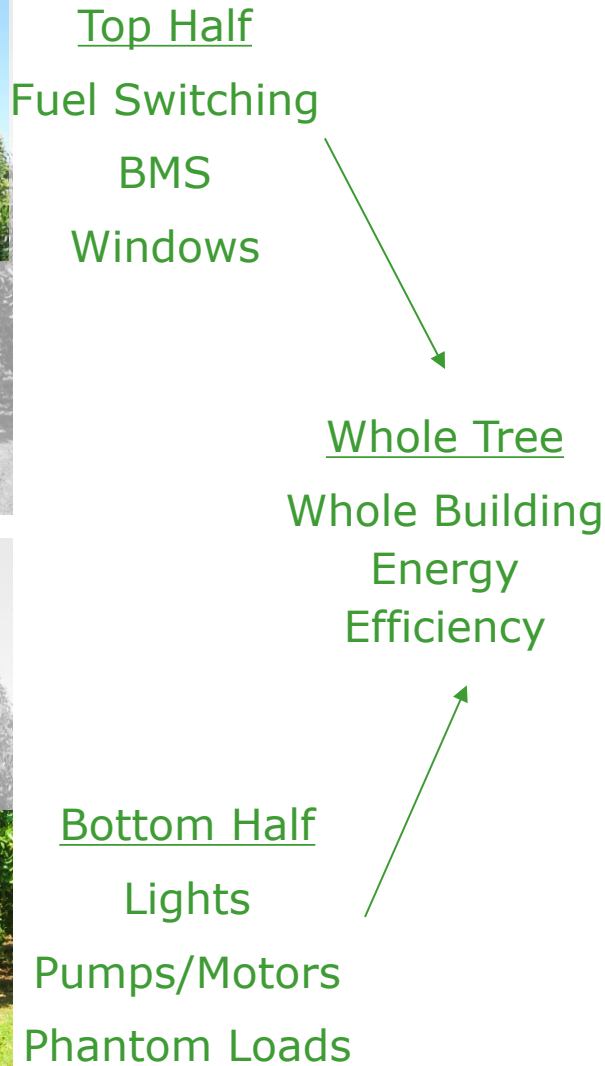 Top Half
Fuel Switching
BMS
Windows
Whole Tree
Whole Building
Energy
Efficiency
Bottom Half
Lights
Pumps/Motors
Phantom Loads